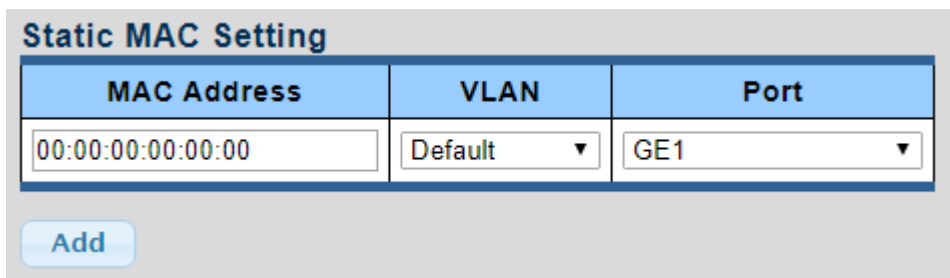 Static MAC Setting
MAC Address VLAN Port
00:00:00:00:00:00 Default GE1
Add